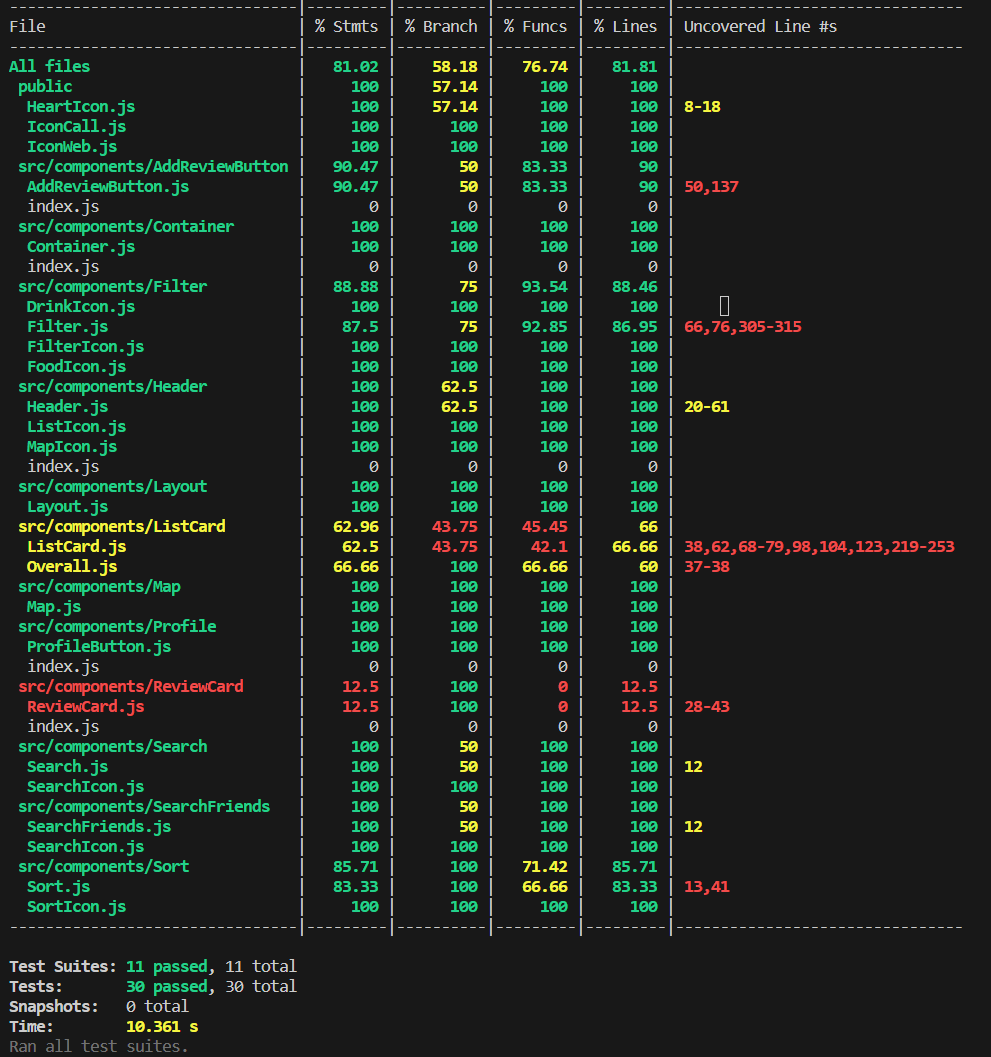 --------------------------------|---------|----------|---------|---------|--------------------------------
File                            | % Stmts | % Branch | % Funcs | % Lines | Uncovered Line #s
--------------------------------|---------|----------|---------|---------|--------------------------------
All files                       |   81.02 |    58.18 |   76.74 |   81.81 |
 public                         |     100 |    57.14 |     100 |     100 |
  HeartIcon.js                  |     100 |    57.14 |     100 |     100 | 8-18
  IconCall.js                   |     100 |      100 |     100 |     100 |
  IconWeb.js                    |     100 |      100 |     100 |     100 |
 src/components/AddReviewButton |   90.47 |       50 |   83.33 |      90 |
  AddReviewButton.js            |   90.47 |       50 |   83.33 |      90 | 50,137
  index.js                      |       0 |        0 |       0 |       0 |
 src/components/Container       |     100 |      100 |     100 |     100 |
  Container.js                  |     100 |      100 |     100 |     100 |
  index.js                      |       0 |        0 |       0 |       0 |
 src/components/Filter          |   88.88 |       75 |   93.54 |   88.46 |
  DrinkIcon.js                  |     100 |      100 |     100 |     100 |
  Filter.js                     |    87.5 |       75 |   92.85 |   86.95 | 66,76,305-315
  FilterIcon.js                 |     100 |      100 |     100 |     100 |
  FoodIcon.js                   |     100 |      100 |     100 |     100 |
 src/components/Header          |     100 |     62.5 |     100 |     100 |
  Header.js                     |     100 |     62.5 |     100 |     100 | 20-61
  ListIcon.js                   |     100 |      100 |     100 |     100 |
  MapIcon.js                    |     100 |      100 |     100 |     100 |
  index.js                      |       0 |        0 |       0 |       0 |
 src/components/Layout          |     100 |      100 |     100 |     100 |
  Layout.js                     |     100 |      100 |     100 |     100 |
 src/components/ListCard        |   62.96 |    43.75 |   45.45 |      66 |
  ListCard.js                   |    62.5 |    43.75 |    42.1 |   66.66 | 38,62,68-79,98,104,123,219-253
  Overall.js                    |   66.66 |      100 |   66.66 |      60 | 37-38
 src/components/Map             |     100 |      100 |     100 |     100 |
  Map.js                        |     100 |      100 |     100 |     100 |
 src/components/Profile         |     100 |      100 |     100 |     100 |
  ProfileButton.js              |     100 |      100 |     100 |     100 |
  index.js                      |       0 |        0 |       0 |       0 |
 src/components/ReviewCard      |    12.5 |      100 |       0 |    12.5 |
  ReviewCard.js                 |    12.5 |      100 |       0 |    12.5 | 28-43
  index.js                      |       0 |        0 |       0 |       0 |
 src/components/Search          |     100 |       50 |     100 |     100 |
  Search.js                     |     100 |       50 |     100 |     100 | 12
  SearchIcon.js                 |     100 |      100 |     100 |     100 |
 src/components/SearchFriends   |     100 |       50 |     100 |     100 |
  SearchFriends.js              |     100 |       50 |     100 |     100 | 12
  SearchIcon.js                 |     100 |      100 |     100 |     100 |
 src/components/Sort            |   85.71 |      100 |   71.42 |   85.71 |
  Sort.js                       |   83.33 |      100 |   66.66 |   83.33 | 13,41
  SortIcon.js                   |     100 |      100 |     100 |     100 |
--------------------------------|---------|----------|---------|---------|--------------------------------
Test Suites: 11 passed, 11 total
Tests:       30 passed, 30 total
Snapshots:   0 total
Time:        10.361 s
Ran all test suites.